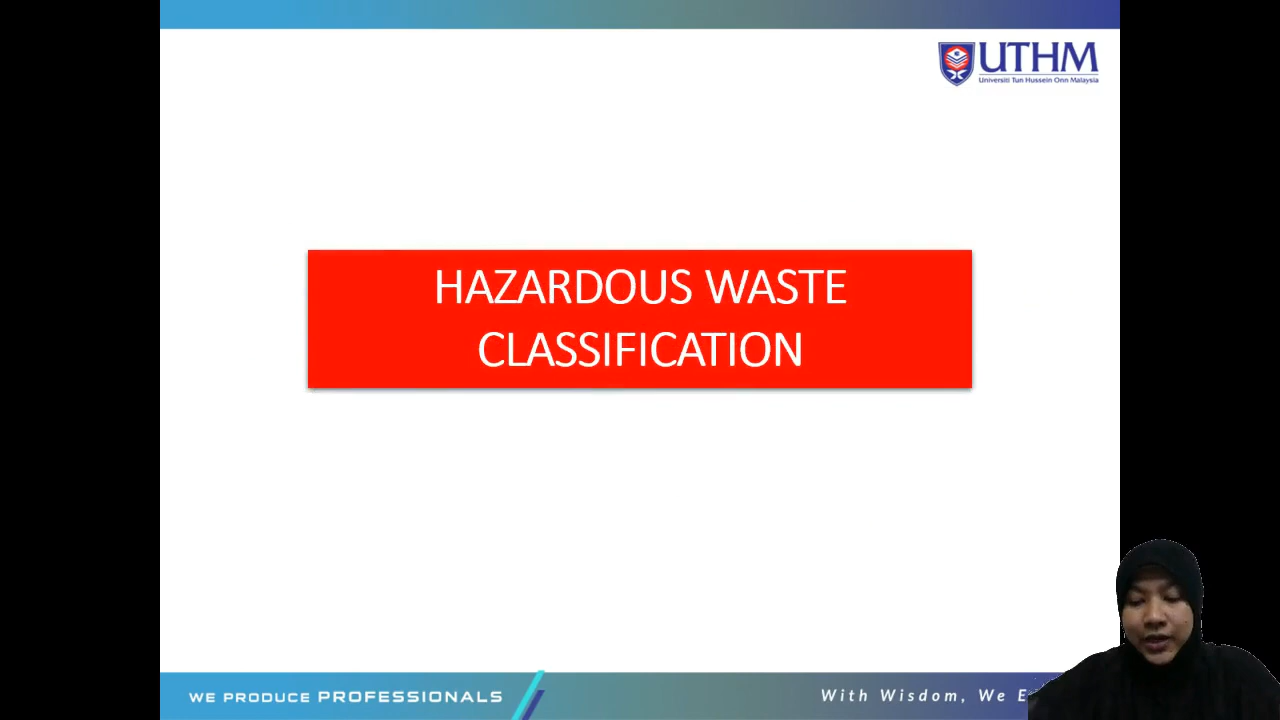 UTHM
Universiti Tun Hussein Onn Malaysia
HAZARDOUS WASTE
CLASSIFICATION
WE PRODUCE PROFESSIONALS
With Wisdom, We